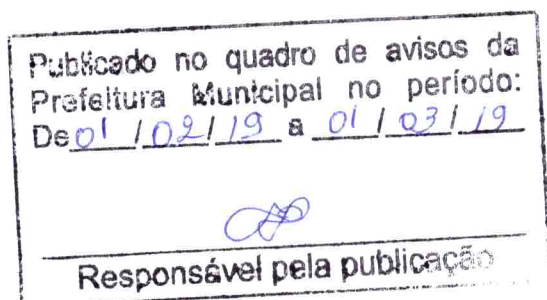 Publicado no quadro de avisos da
Prefeitura Municipal no período:
De 01 / 02 / 19 a 01 / 03 / 19
Responsável pela publicação